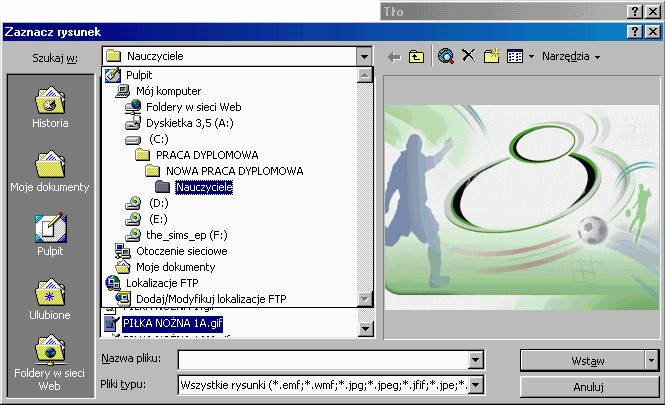 Tło
Zaznacz rysunek
Szukaj w:
Nauczyciele
Narzędzia
Pulpit
Mój komputer
Foldery w sieci Web
Dyskietka 3,5 (A:)
(C:)
PRACA DYPLOMOWA
NOWA PRACA DYPLOMOWA
Nauczyciele
(D:)
(E:)
the_sims_ep (F:)
Otoczenie sieciowe
Moje dokumenty
Lokalizacje FTP
Dodaj/Modyfikuj lokalizacje FTP
PIŁKA NOŻNA 1A.gif
Historia
Moje dokumenty
Pulpit
Ulubione
Foldery w sieci
Web
Nazwa pliku:
Wstaw
Pliki typu:
Wszystkie rysunki (*.emf;*.wmf;*.jpg;*.jpeg;*.jfif;*.jpe;*.
Anuluj